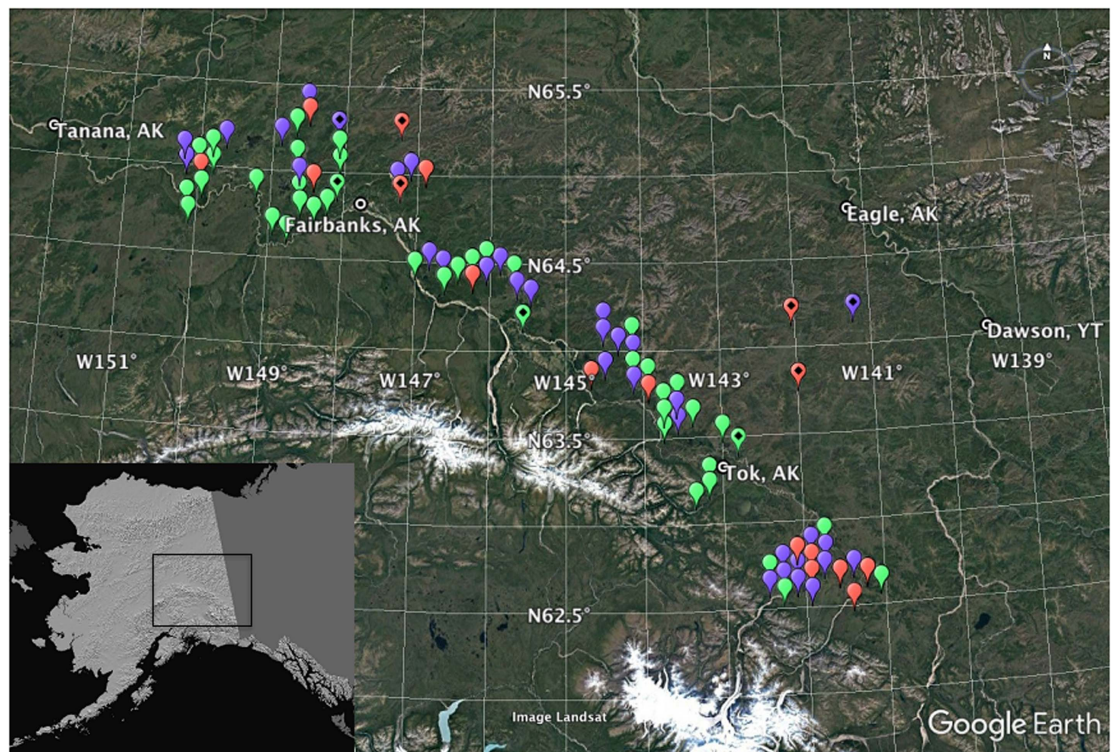 N
N65.5°
Tanana, AK
Eagle, AK
Fairbanks, AK
N64.5°
Dawson, YT
W151°
W149°
W147°
W145°
W143°
W141°
W139°
N63.5°
Tok, AK
N62.5°
Image Landsat
Google Earth